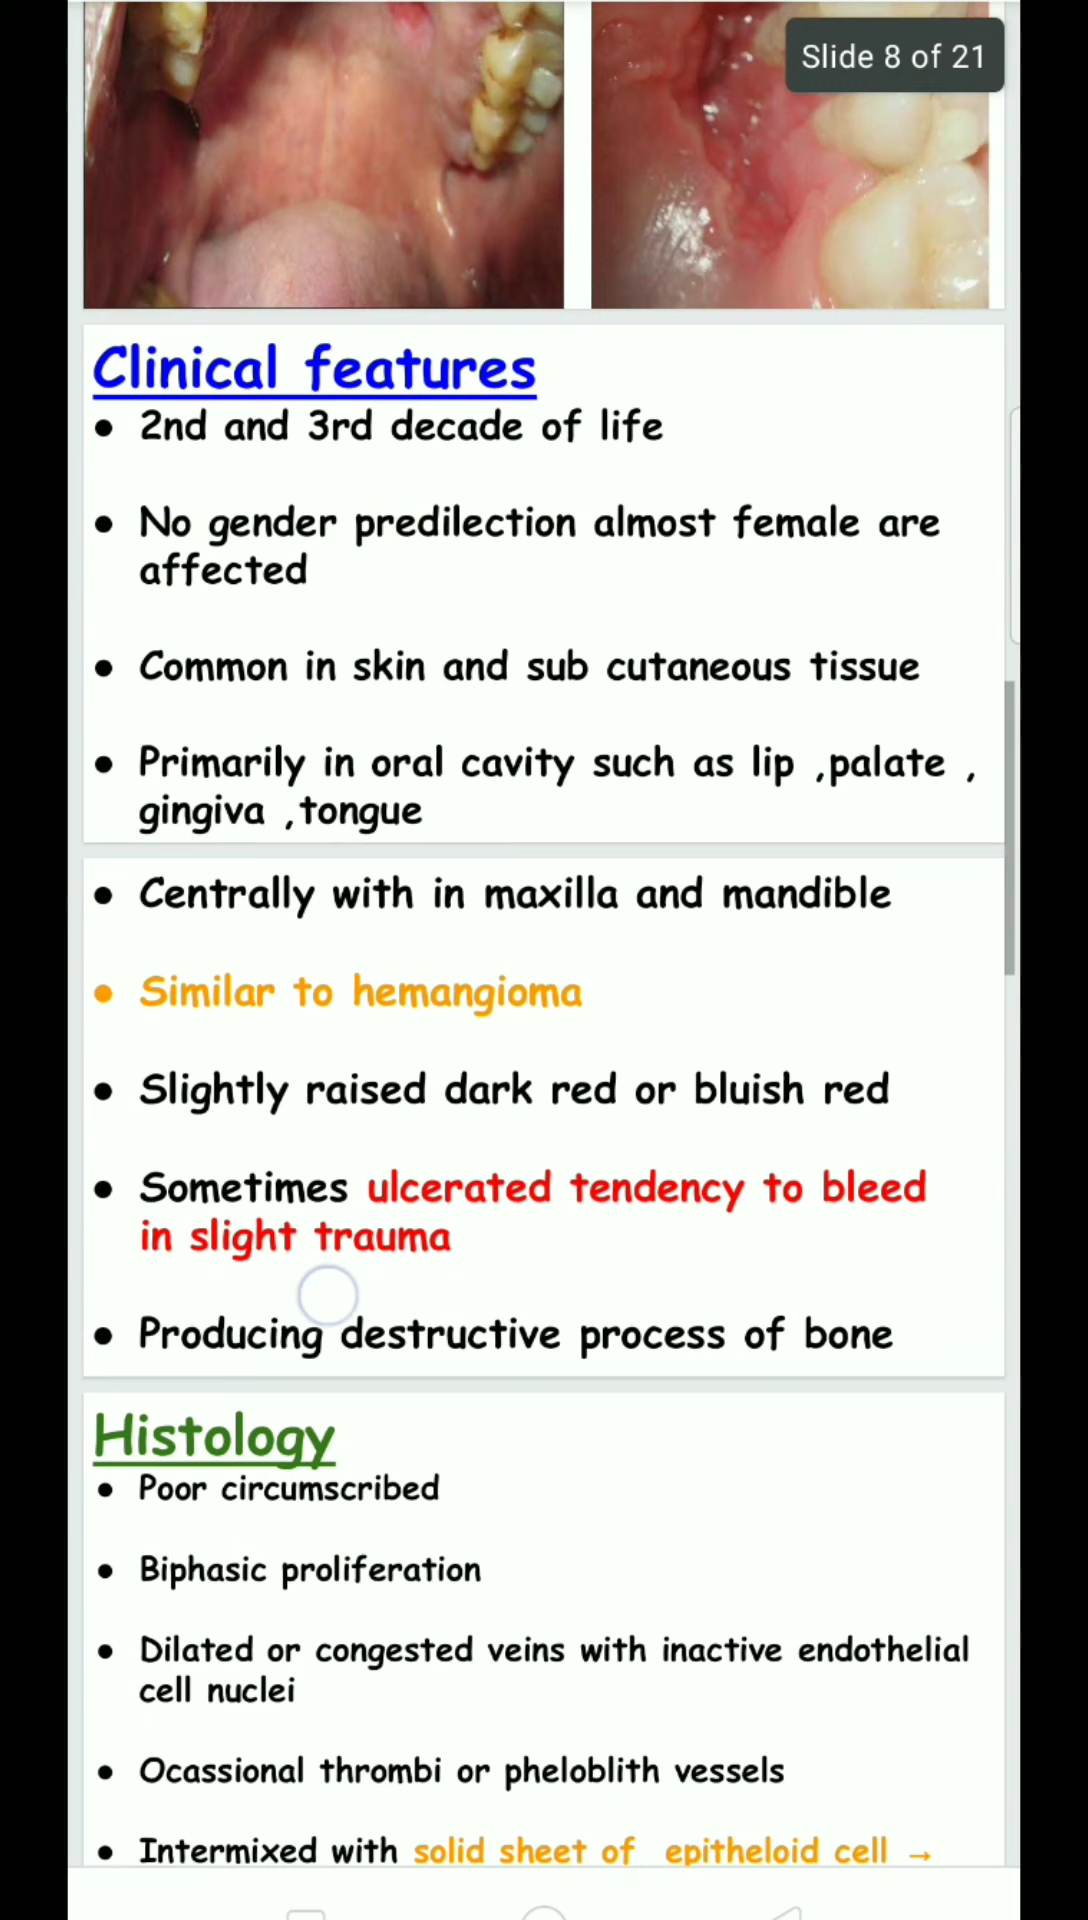 Slide 8 of 21
Clinical features
● 2nd and 3rd decade of life
● No gender predilection almost female are
affected
● Common in skin and sub cutaneous tissue
● Primarily in oral cavity such as lip ,palate ,
gingiva ,tongue
● Centrally with in maxilla and mandible
● Similar to hemangioma
● Slightly raised dark red or bluish red
● Sometimes ulcerated tendency to bleed
in slight trauma
● Producing destructive process of bone
Histology
● Poor circumscribed
● Biphasic proliferation
● Dilated or congested veins with inactive endothelial
cell nuclei
● Ocassional thrombi or pheloblith vessels
● Intermixed with solid sheet of epitheloid cell →